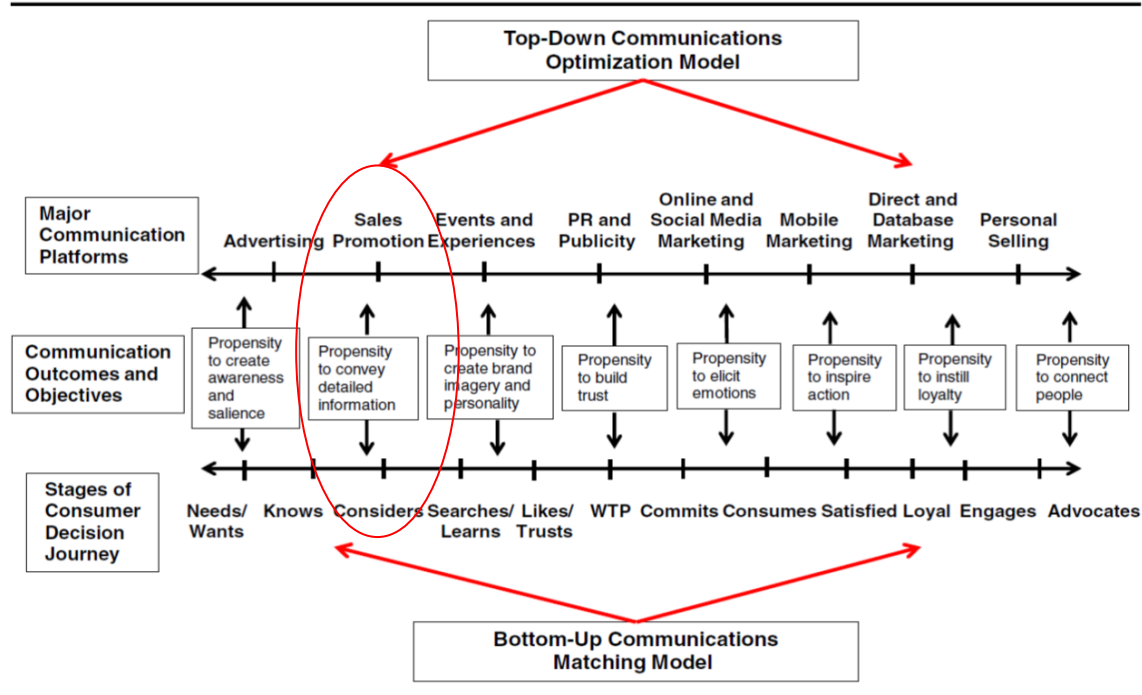 Top-Down Communications
Optimization Model
Major
Communication
Platforms
Advertising
Sales
Promotion
Events and
Experiences
PR and
Publicity
Online and
Social Media
Marketing
Mobile
Marketing
Direct and
Database
Marketing
Personal
Selling
Communication
Outcomes and
Objectives
Propensity
to create
awareness
and
salience
Propensity
to convey
detailed
information
Propensity to
create brand
imagery and
personality
Propensity
to build
trust
Propensity
to elicit
emotions
Propensity
to inspire
action
Propensity
to instill
loyalty
Propensity
to connect
people
Stages of
Consumer
Decision
Journey
Needs/
Wants
Knows
Considers
Searches/
Learns
Likes/
Trusts
WTP
Commits
Consumes
Satisfied
Loyal
Engages
Advocates
Bottom-Up Communications
Matching Model